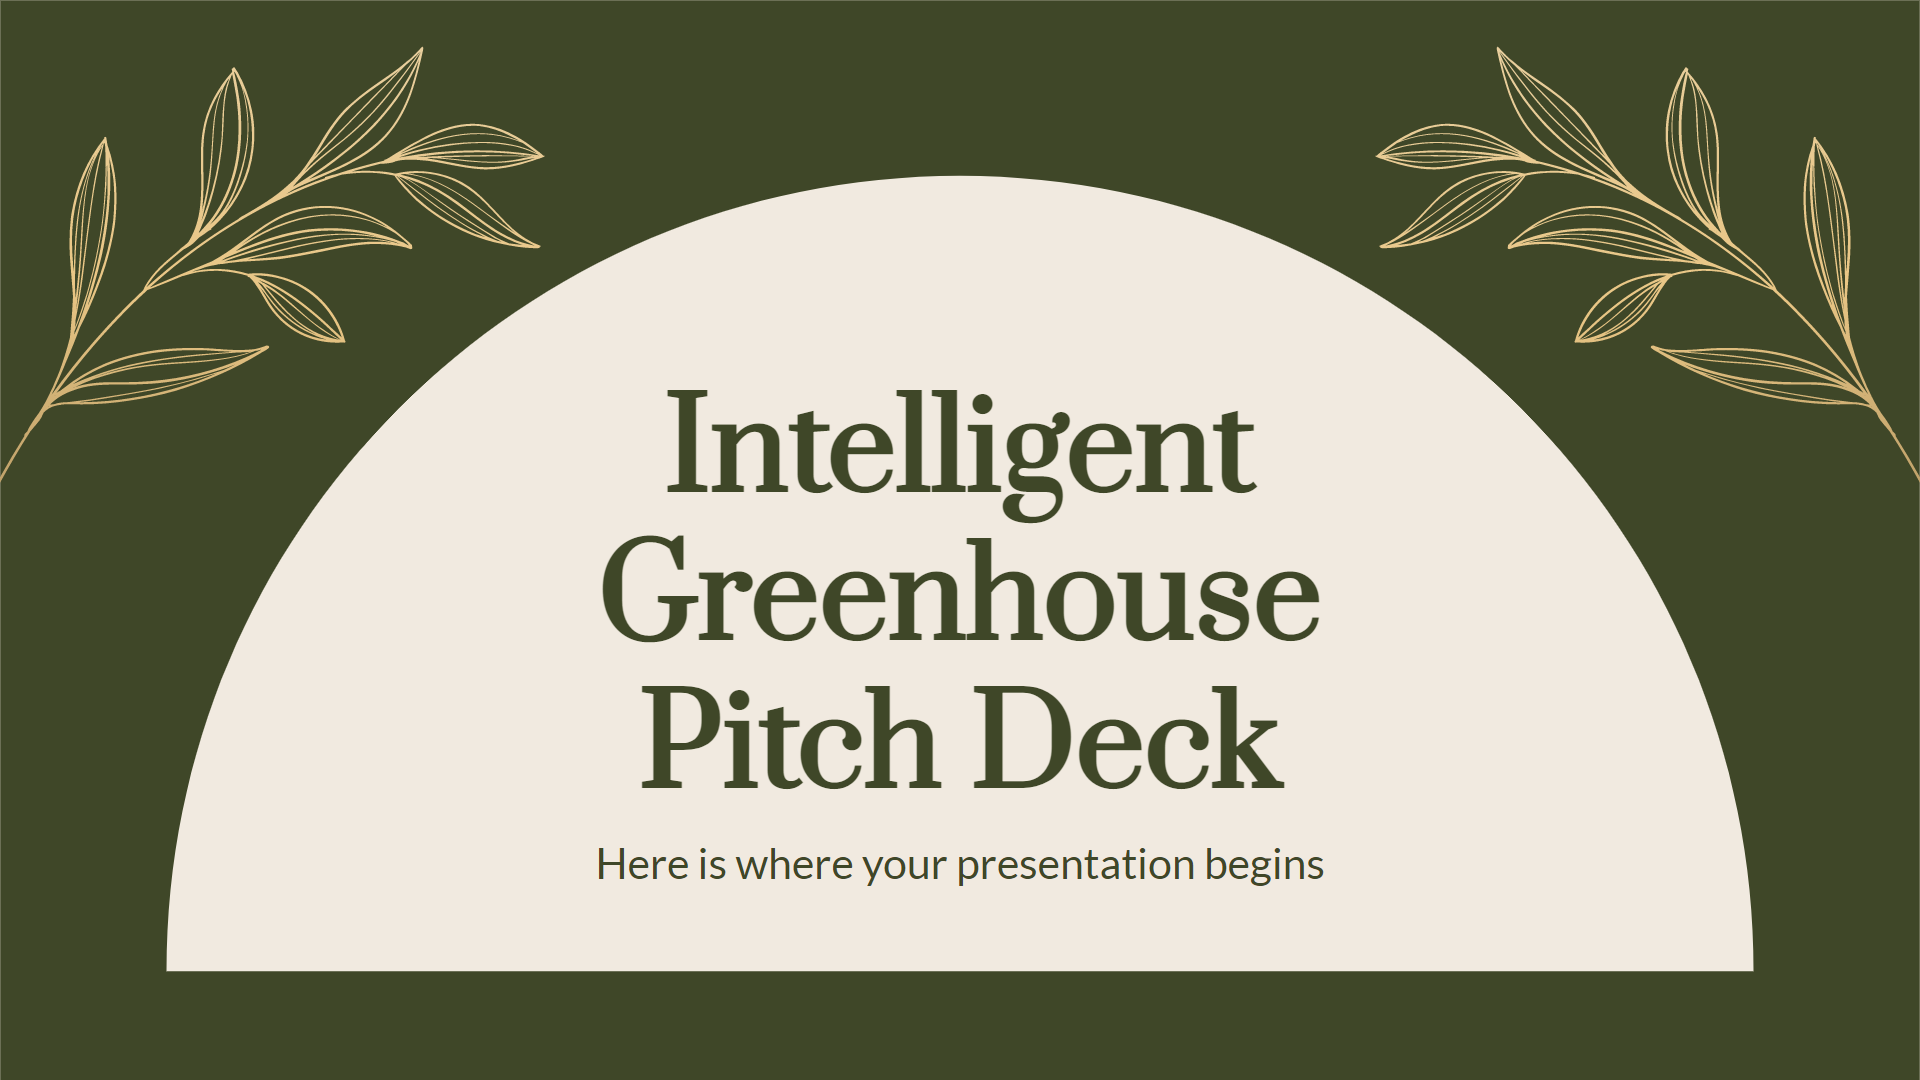 Intelligent
Greenhouse
Pitch Deck
Here is where your presentation begins